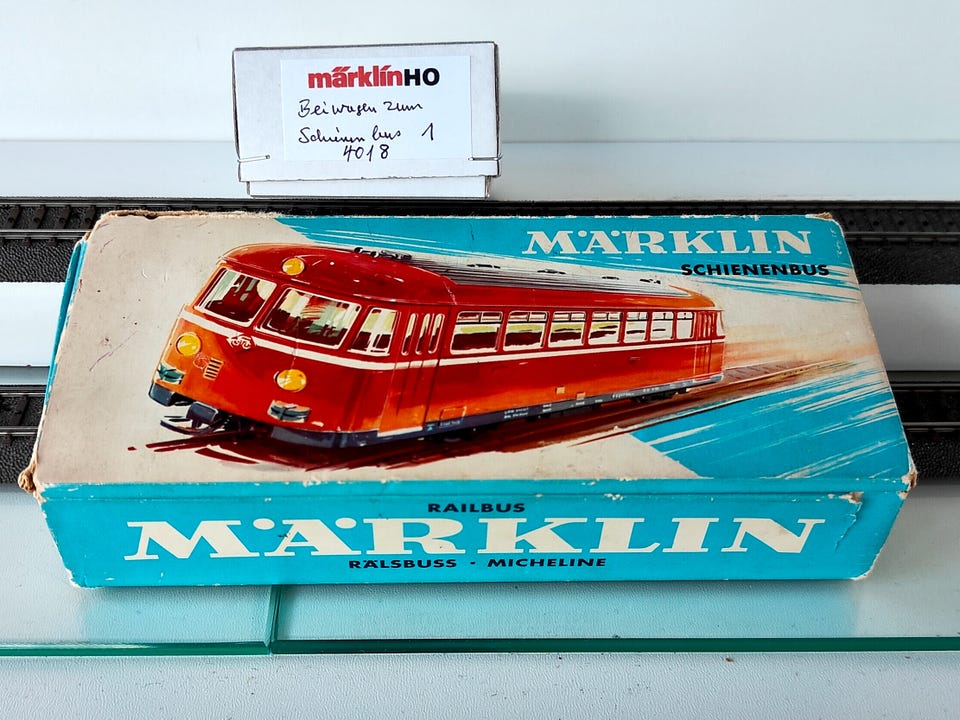 märklin HO
Beiwagen zum
Schienenbus 1
4018
MÄRKLIN
SCHIENENBUS
RAILBUS
MÄRKLIN
RÄLSBUSS · MICHELINE